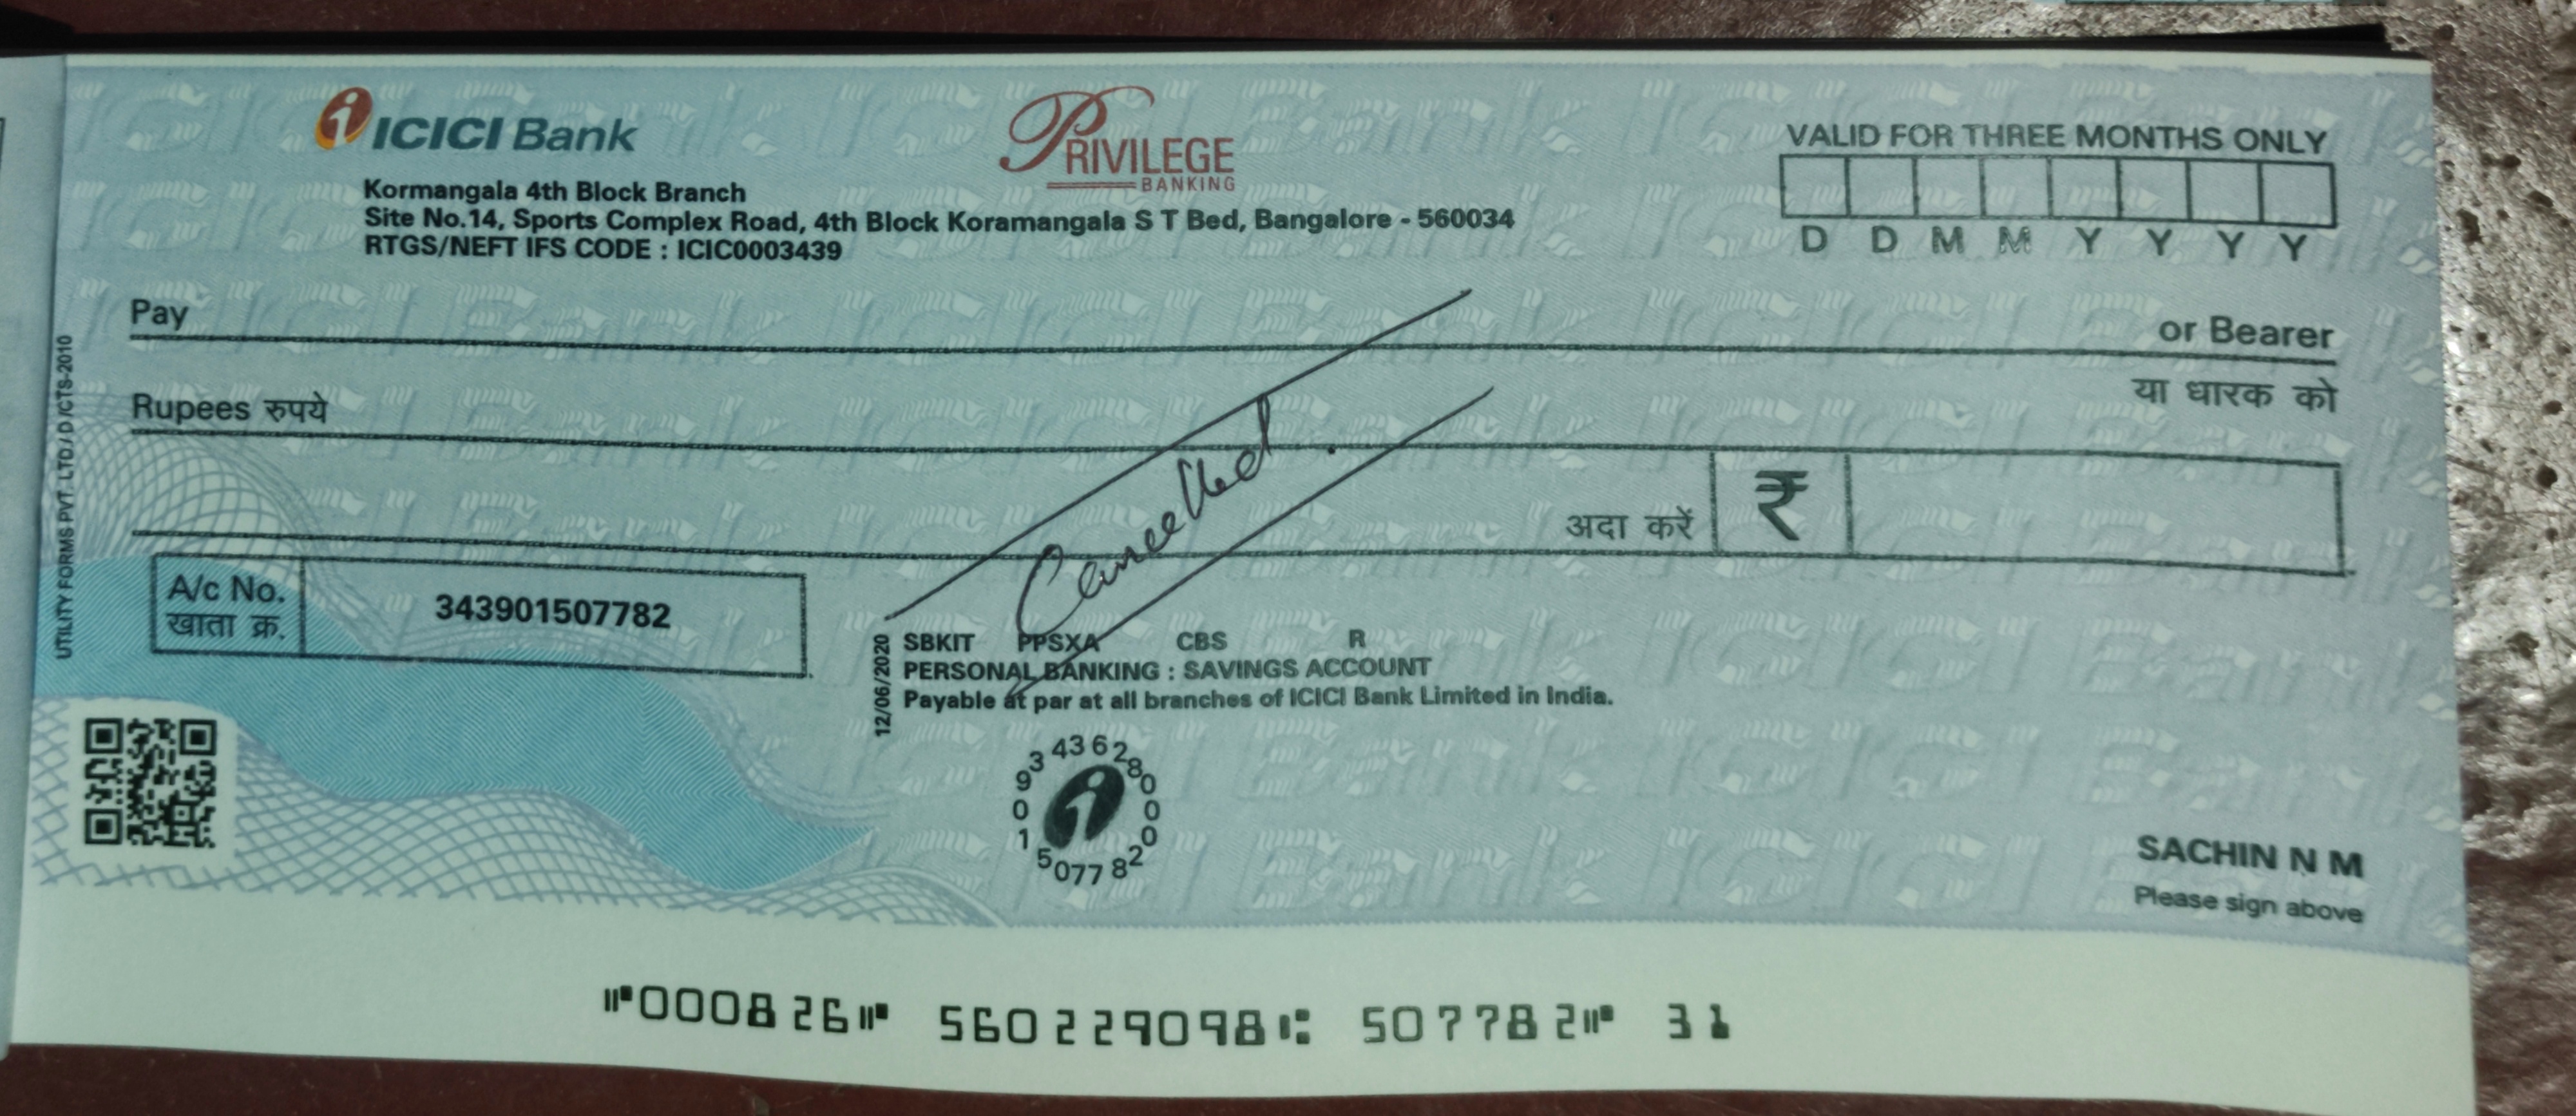 ICICI Bank
PRIVILEGE
BANKING
Kormangala 4th Block Branch
Site No.14, Sports Complex Road, 4th Block Koramangala S T Bed, Bangalore - 560034
RTGS/NEFT IFS CODE : ICIC0003439
VALID FOR THREE MONTHS ONLY
D D M M Y Y Y Y
Pay
or Bearer
या धारक को
Rupees रुपये
अदा करें ₹
Cancelled.
A/c No.
खाता क्र.
343901507782
UTILITY FORMS PVT. LTD./ D /CTS-2010
12/06/2020
SBKIT PPSXA CBS R
PERSONAL BANKING : SAVINGS ACCOUNT
Payable at par at all branches of ICICI Bank Limited in India.
34390150778200008263
SACHIN N M
Please sign above
⑈000826⑈ 560229098⑆ 507782⑈ 31